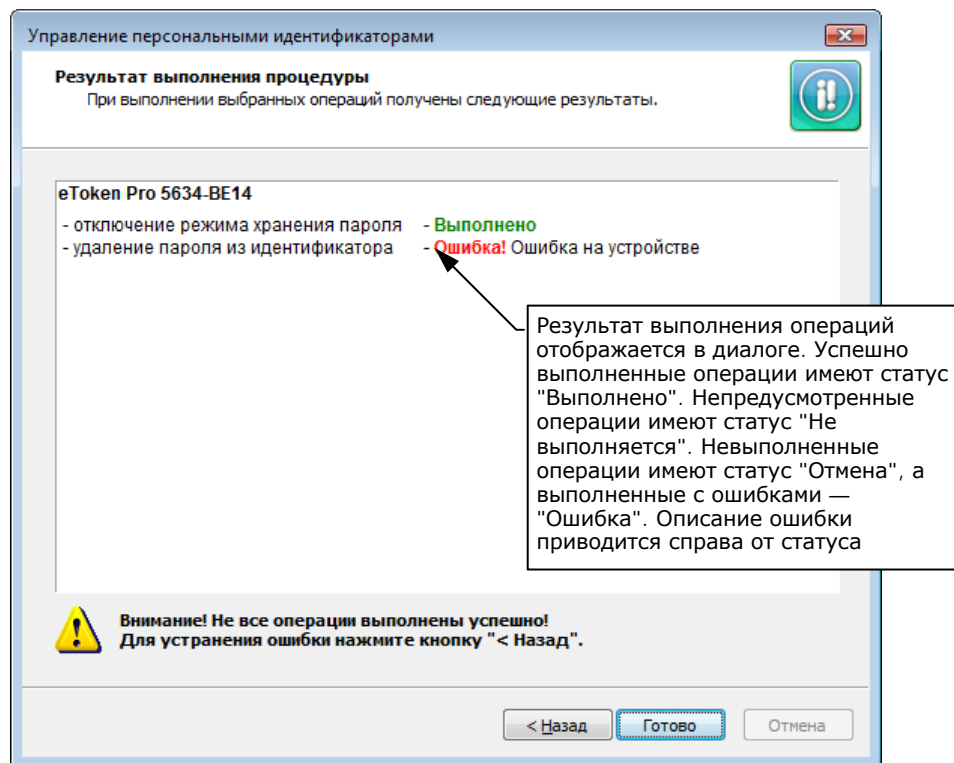 Управление персональными идентификаторами
Результат выполнения процедуры
При выполнении выбранных операций получены следующие результаты.
eToken Pro 5634-BE14
- отключение режима хранения пароля - Выполнено
- удаление пароля из идентификатора - Ошибка! Ошибка на устройстве
Результат выполнения операций
отображается в диалоге. Успешно
выполненные операции имеют статус
"Выполнено". Непредусмотренные
операции имеют статус "Не
выполняется". Невыполненные
операции имеют статус "Отмена", а
выполненные с ошибками —
"Ошибка". Описание ошибки
приводится справа от статуса
Внимание! Не все операции выполнены успешно!
Для устранения ошибки нажмите кнопку "< Назад".
< Назад Готово Отмена